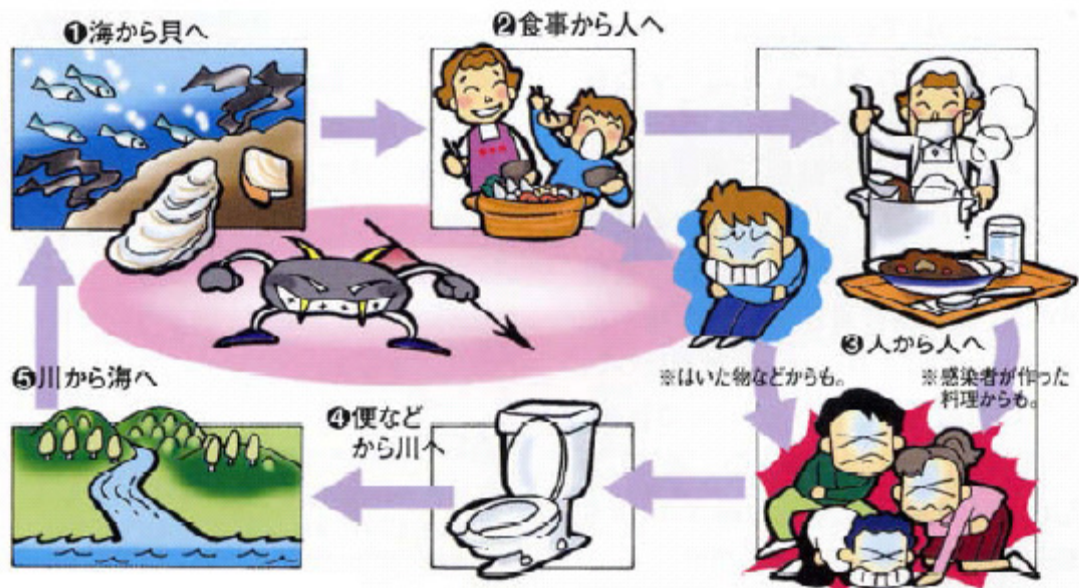 ❶海から貝へ
❷食事から人へ
❸人から人へ
※はいた物などからも。
※感染者が作った
料理からも。
❹便など
から川へ
❺川から海へ